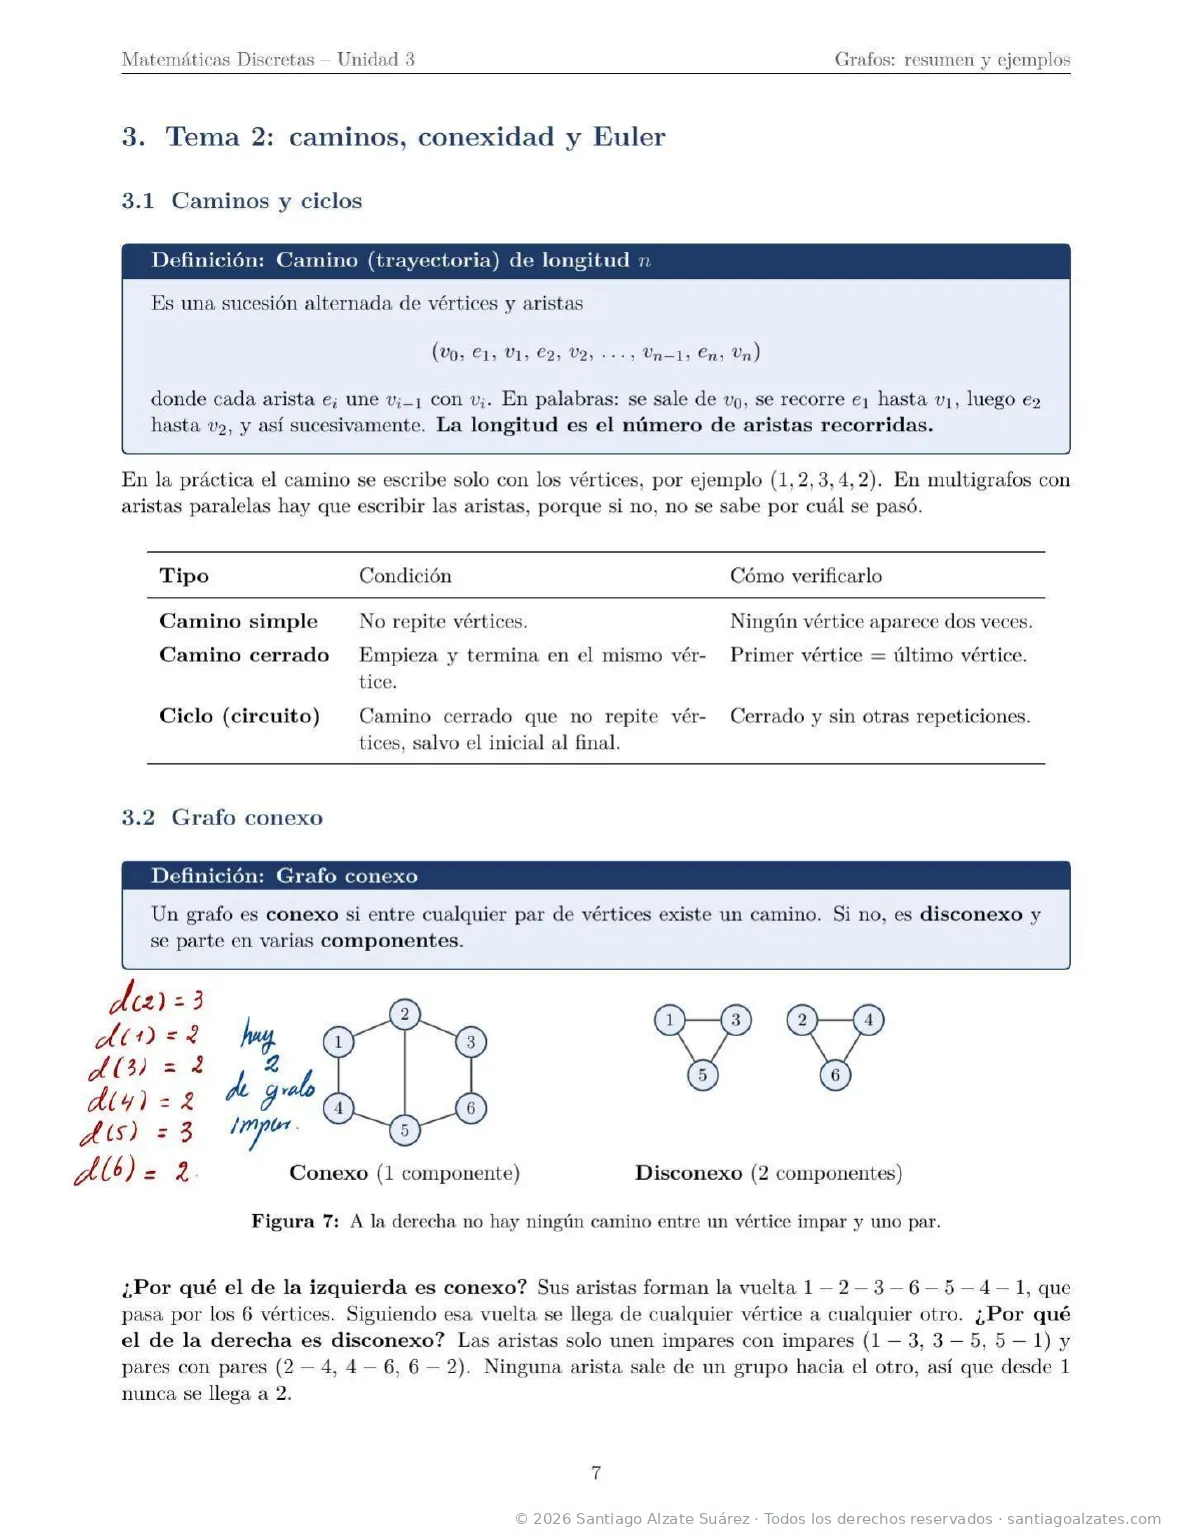 Matemáticas Discretas – Unidad 3 Grafos: resumen y ejemplos
3. Tema 2: caminos, conexidad y Euler
3.1 Caminos y ciclos
Definición: Camino (trayectoria) de longitud n
Es una sucesión alternada de vértices y aristas
(v₀, e₁, v₁, e₂, v₂, . . . , vₙ₋₁, eₙ, vₙ)
donde cada arista eᵢ une vᵢ₋₁ con vᵢ. En palabras: se sale de v₀, se recorre e₁ hasta v₁, luego e₂
hasta v₂, y así sucesivamente. La longitud es el número de aristas recorridas.
En la práctica el camino se escribe solo con los vértices, por ejemplo (1, 2, 3, 4, 2). En multigrafos con
aristas paralelas hay que escribir las aristas, porque si no, no se sabe por cuál se pasó.
Tipo Condición Cómo verificarlo
Camino simple No repite vértices. Ningún vértice aparece dos veces.
Camino cerrado Empieza y termina en el mismo vér- Primer vértice = último vértice.
tice.
Ciclo (circuito) Camino cerrado que no repite vér- Cerrado y sin otras repeticiones.
tices, salvo el inicial al final.
3.2 Grafo conexo
Definición: Grafo conexo
Un grafo es conexo si entre cualquier par de vértices existe un camino. Si no, es disconexo y
se parte en varias componentes.
d(2) = 3
d(1) = 2
d(3) = 2
d(4) = 2
d(5) = 3
d(6) = 2.
hay
2
de grado
impar.
2
1 3
4 6
5
1 3
5
2 4
6
Conexo (1 componente) Disconexo (2 componentes)
Figura 7: A la derecha no hay ningún camino entre un vértice impar y uno par.
¿Por qué el de la izquierda es conexo? Sus aristas forman la vuelta 1 − 2 − 3 − 6 − 5 − 4 − 1, que
pasa por los 6 vértices. Siguiendo esa vuelta se llega de cualquier vértice a cualquier otro. ¿Por qué
el de la derecha es disconexo? Las aristas solo unen impares con impares (1 − 3, 3 − 5, 5 − 1) y
pares con pares (2 − 4, 4 − 6, 6 − 2). Ninguna arista sale de un grupo hacia el otro, así que desde 1
nunca se llega a 2.
7
© 2026 Santiago Alzate Suárez · Todos los derechos reservados · santiagoalzates.com